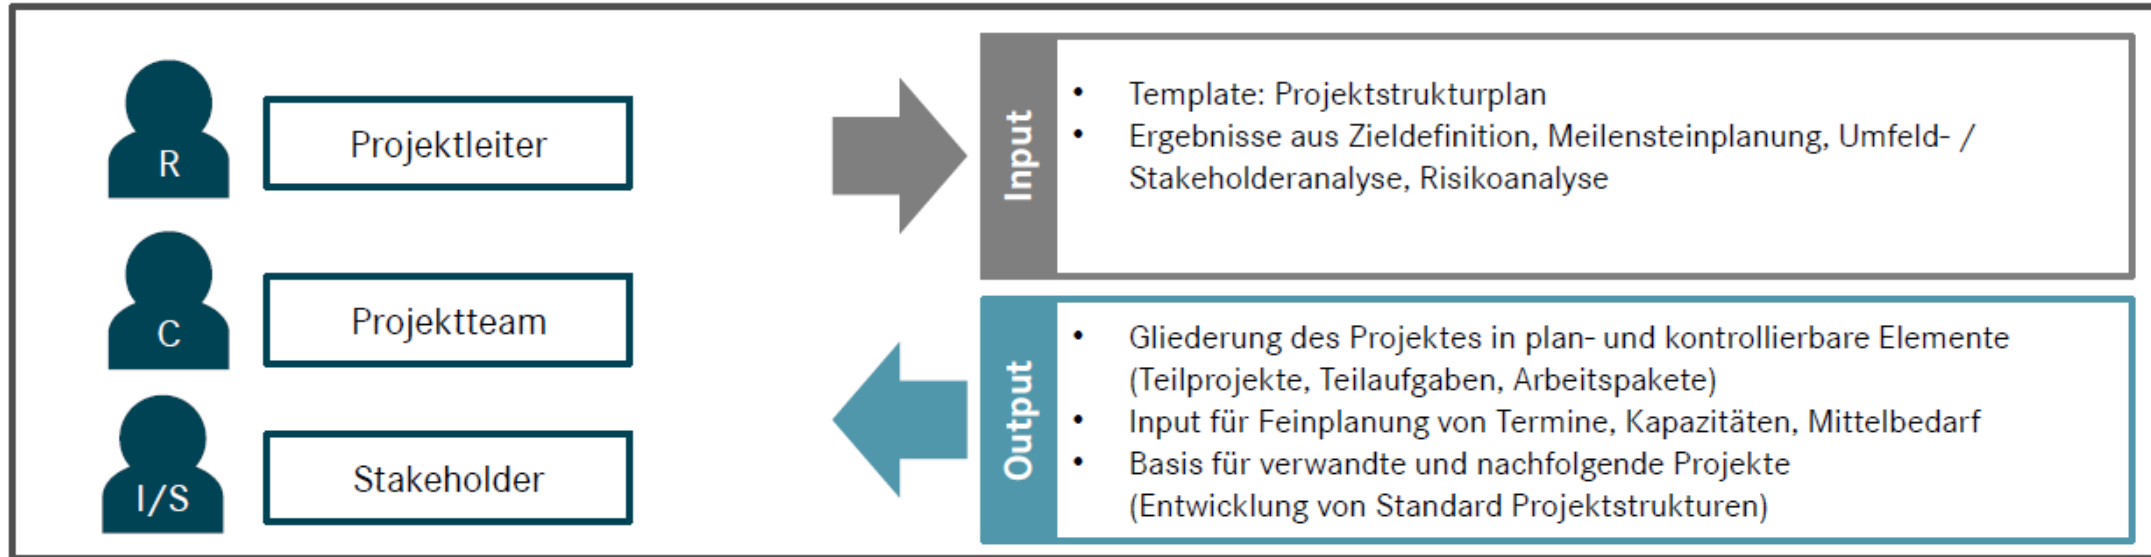 R
Projektleiter
C
Projektteam
I/S
Stakeholder
Input
• Template: Projektstrukturplan
• Ergebnisse aus Zieldefinition, Meilensteinplanung, Umfeld- /
Stakeholderanalyse, Risikoanalyse
Output
• Gliederung des Projektes in plan- und kontrollierbare Elemente
(Teilprojekte, Teilaufgaben, Arbeitspakete)
• Input für Feinplanung von Termine, Kapazitäten, Mittelbedarf
• Basis für verwandte und nachfolgende Projekte
(Entwicklung von Standard Projektstrukturen)